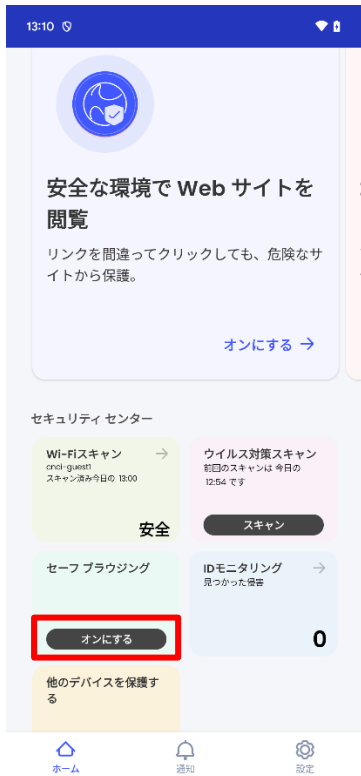 13:10
安全な環境で Web サイトを
閲覧
リンクを間違ってクリックしても、危険なサ
イトから保護。
オンにする →
セキュリティ センター
Wi-Fiスキャン →
cnci-guest1
スキャン済み今日の 13:00
安全
ウイルス対策スキャン
前回のスキャンは 今日の
12:54 です
スキャン
セーフ ブラウジング
オンにする
IDモニタリング →
見つかった侵害
0
他のデバイスを保護す
る
ホーム
通知
設定